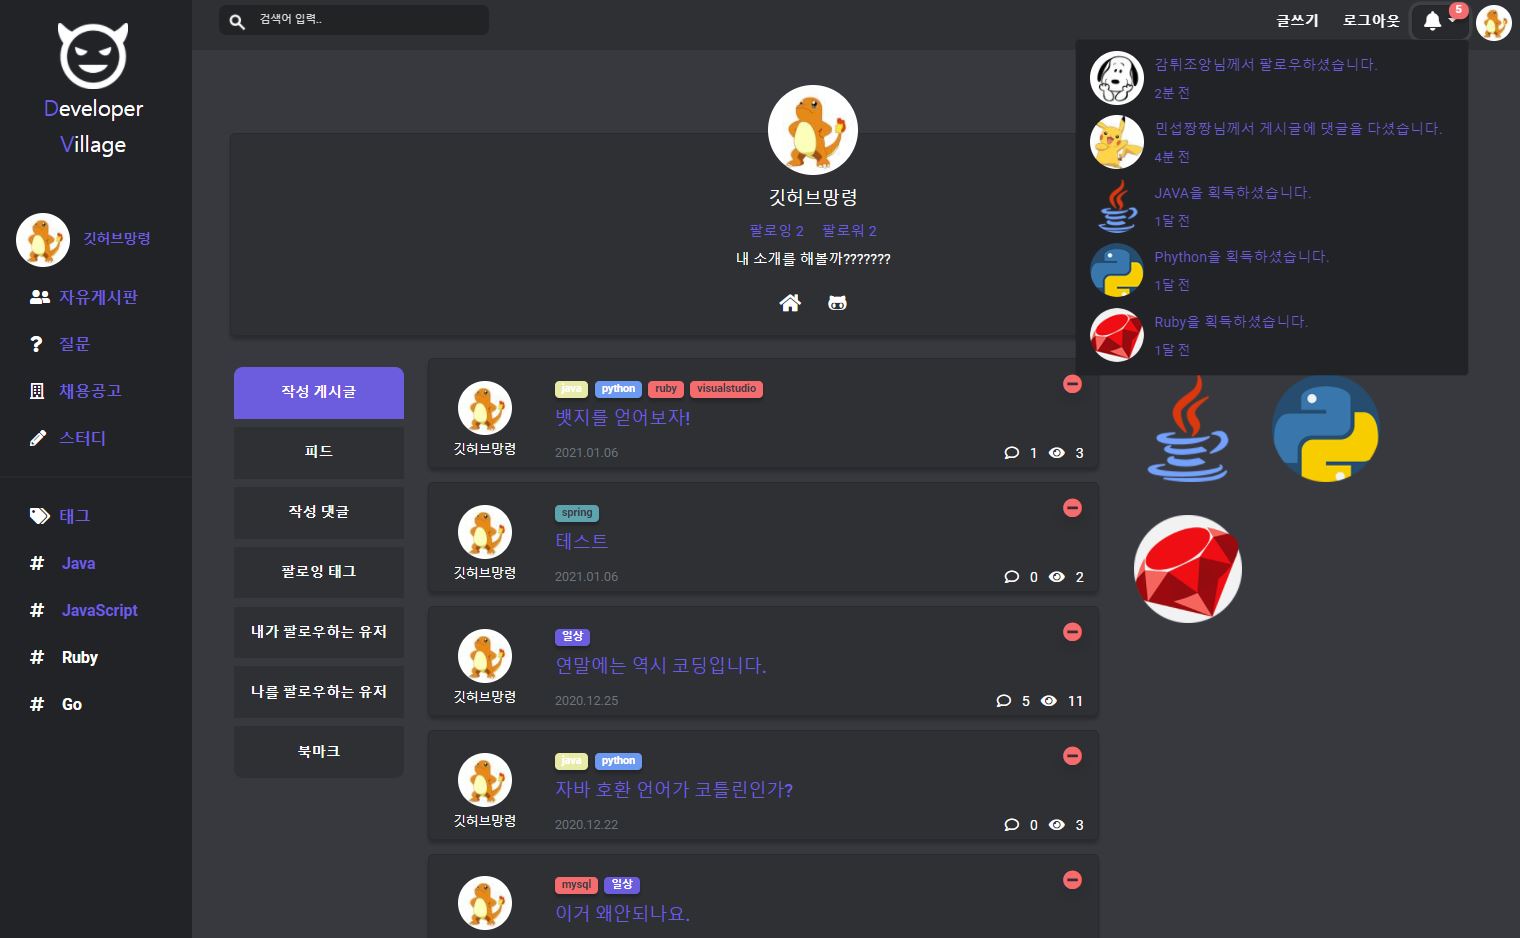 Developer
Village
깃허브망령
자유게시판
질문
채용공고
스터디
태그
# Java
# JavaScript
# Ruby
# Go
검색어 입력..
글쓰기
로그아웃
5
감튀조앙님께서 팔로우하셨습니다.
2분 전
민섭짱짱님께서 게시글에 댓글을 다셨습니다.
4분 전
JAVA을 획득하셨습니다.
1달 전
Phython을 획득하셨습니다.
1달 전
Ruby을 획득하셨습니다.
1달 전
깃허브망령
팔로잉 2 팔로워 2
내 소개를 해볼까???????
작성 게시글
피드
작성 댓글
팔로잉 태그
내가 팔로우하는 유저
나를 팔로우하는 유저
북마크
java python ruby visualstudio
뱃지를 얻어보자!
깃허브망령
2021.01.06
1 3
spring
테스트
깃허브망령
2021.01.06
0 2
일상
연말에는 역시 코딩입니다.
깃허브망령
2020.12.25
5 11
java python
자바 호환 언어가 코틀린인가?
깃허브망령
2020.12.22
0 3
mysql 일상
이거 왜안되나요.